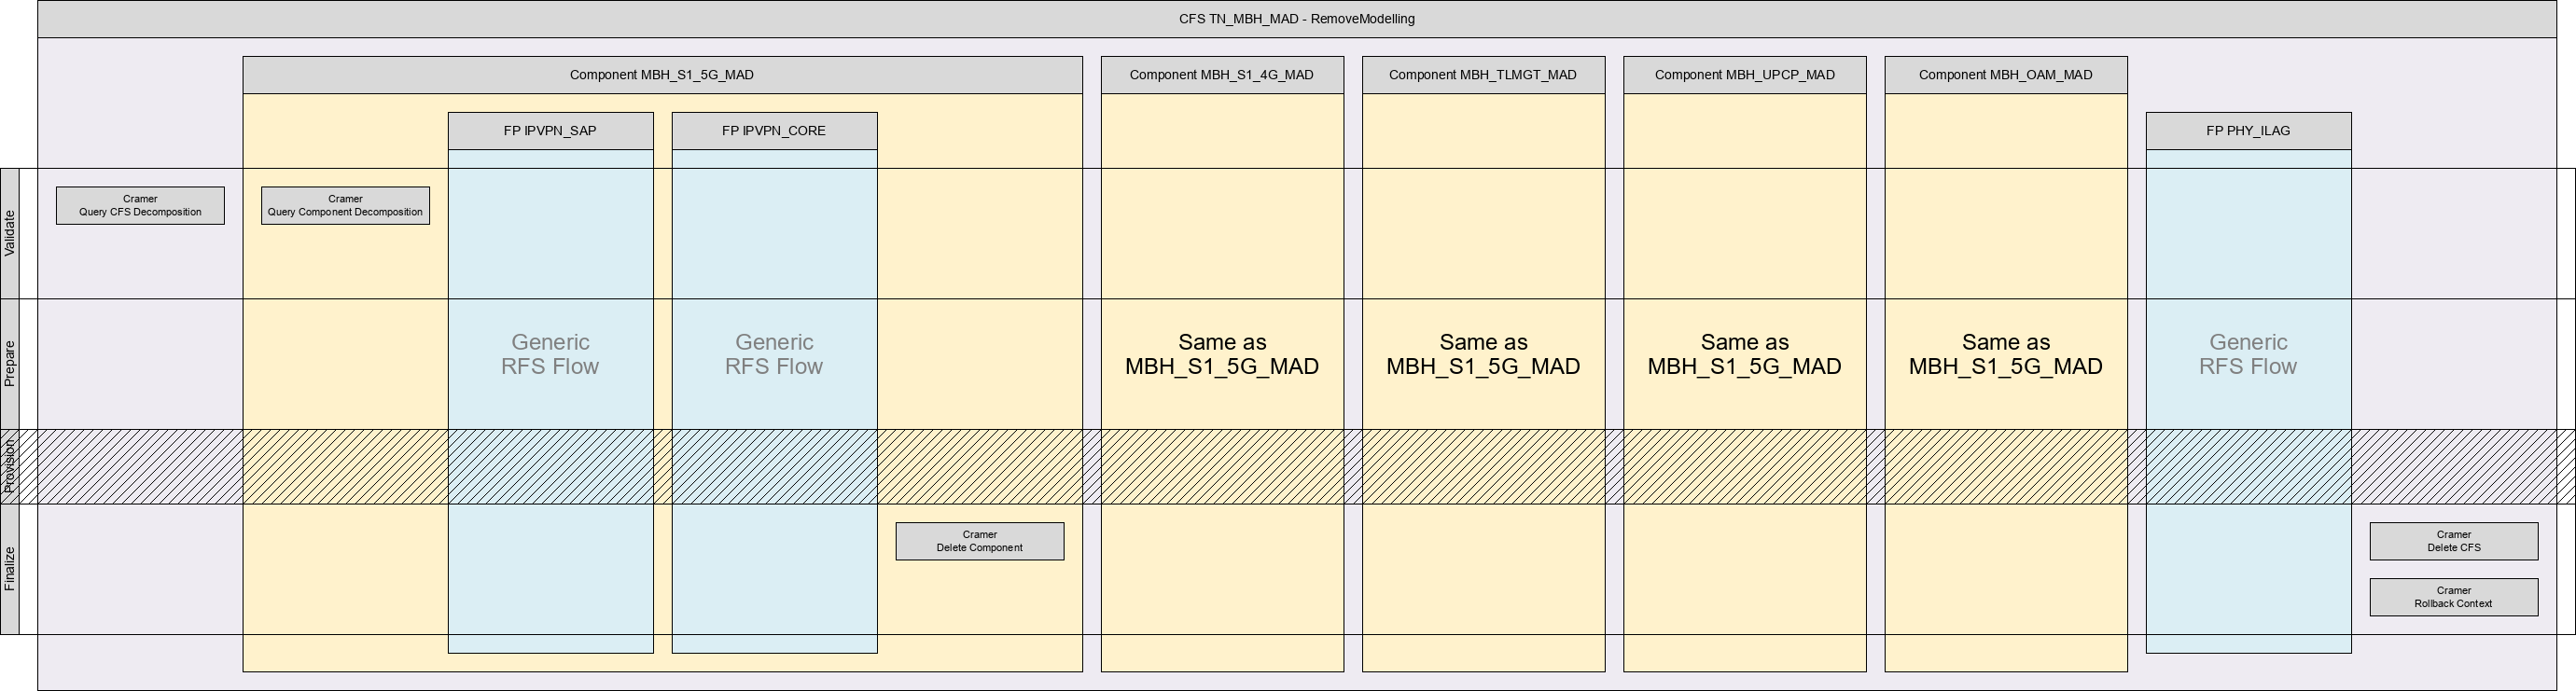 CFS TN_MBH_MAD - RemoveModelling
Component MBH_S1_5G_MAD
Component MBH_S1_4G_MAD
Component MBH_TLMGT_MAD
Component MBH_UPCP_MAD
Component MBH_OAM_MAD
FP IPVPN_SAP
FP IPVPN_CORE
FP PHY_ILAG
Validate
Cramer
Query CFS Decomposition
Cramer
Query Component Decomposition
Prepare
Generic
RFS Flow
Generic
RFS Flow
Same as
MBH_S1_5G_MAD
Same as
MBH_S1_5G_MAD
Same as
MBH_S1_5G_MAD
Same as
MBH_S1_5G_MAD
Generic
RFS Flow
Provision
Finalize
Cramer
Delete Component
Cramer
Delete CFS
Cramer
Rollback Context